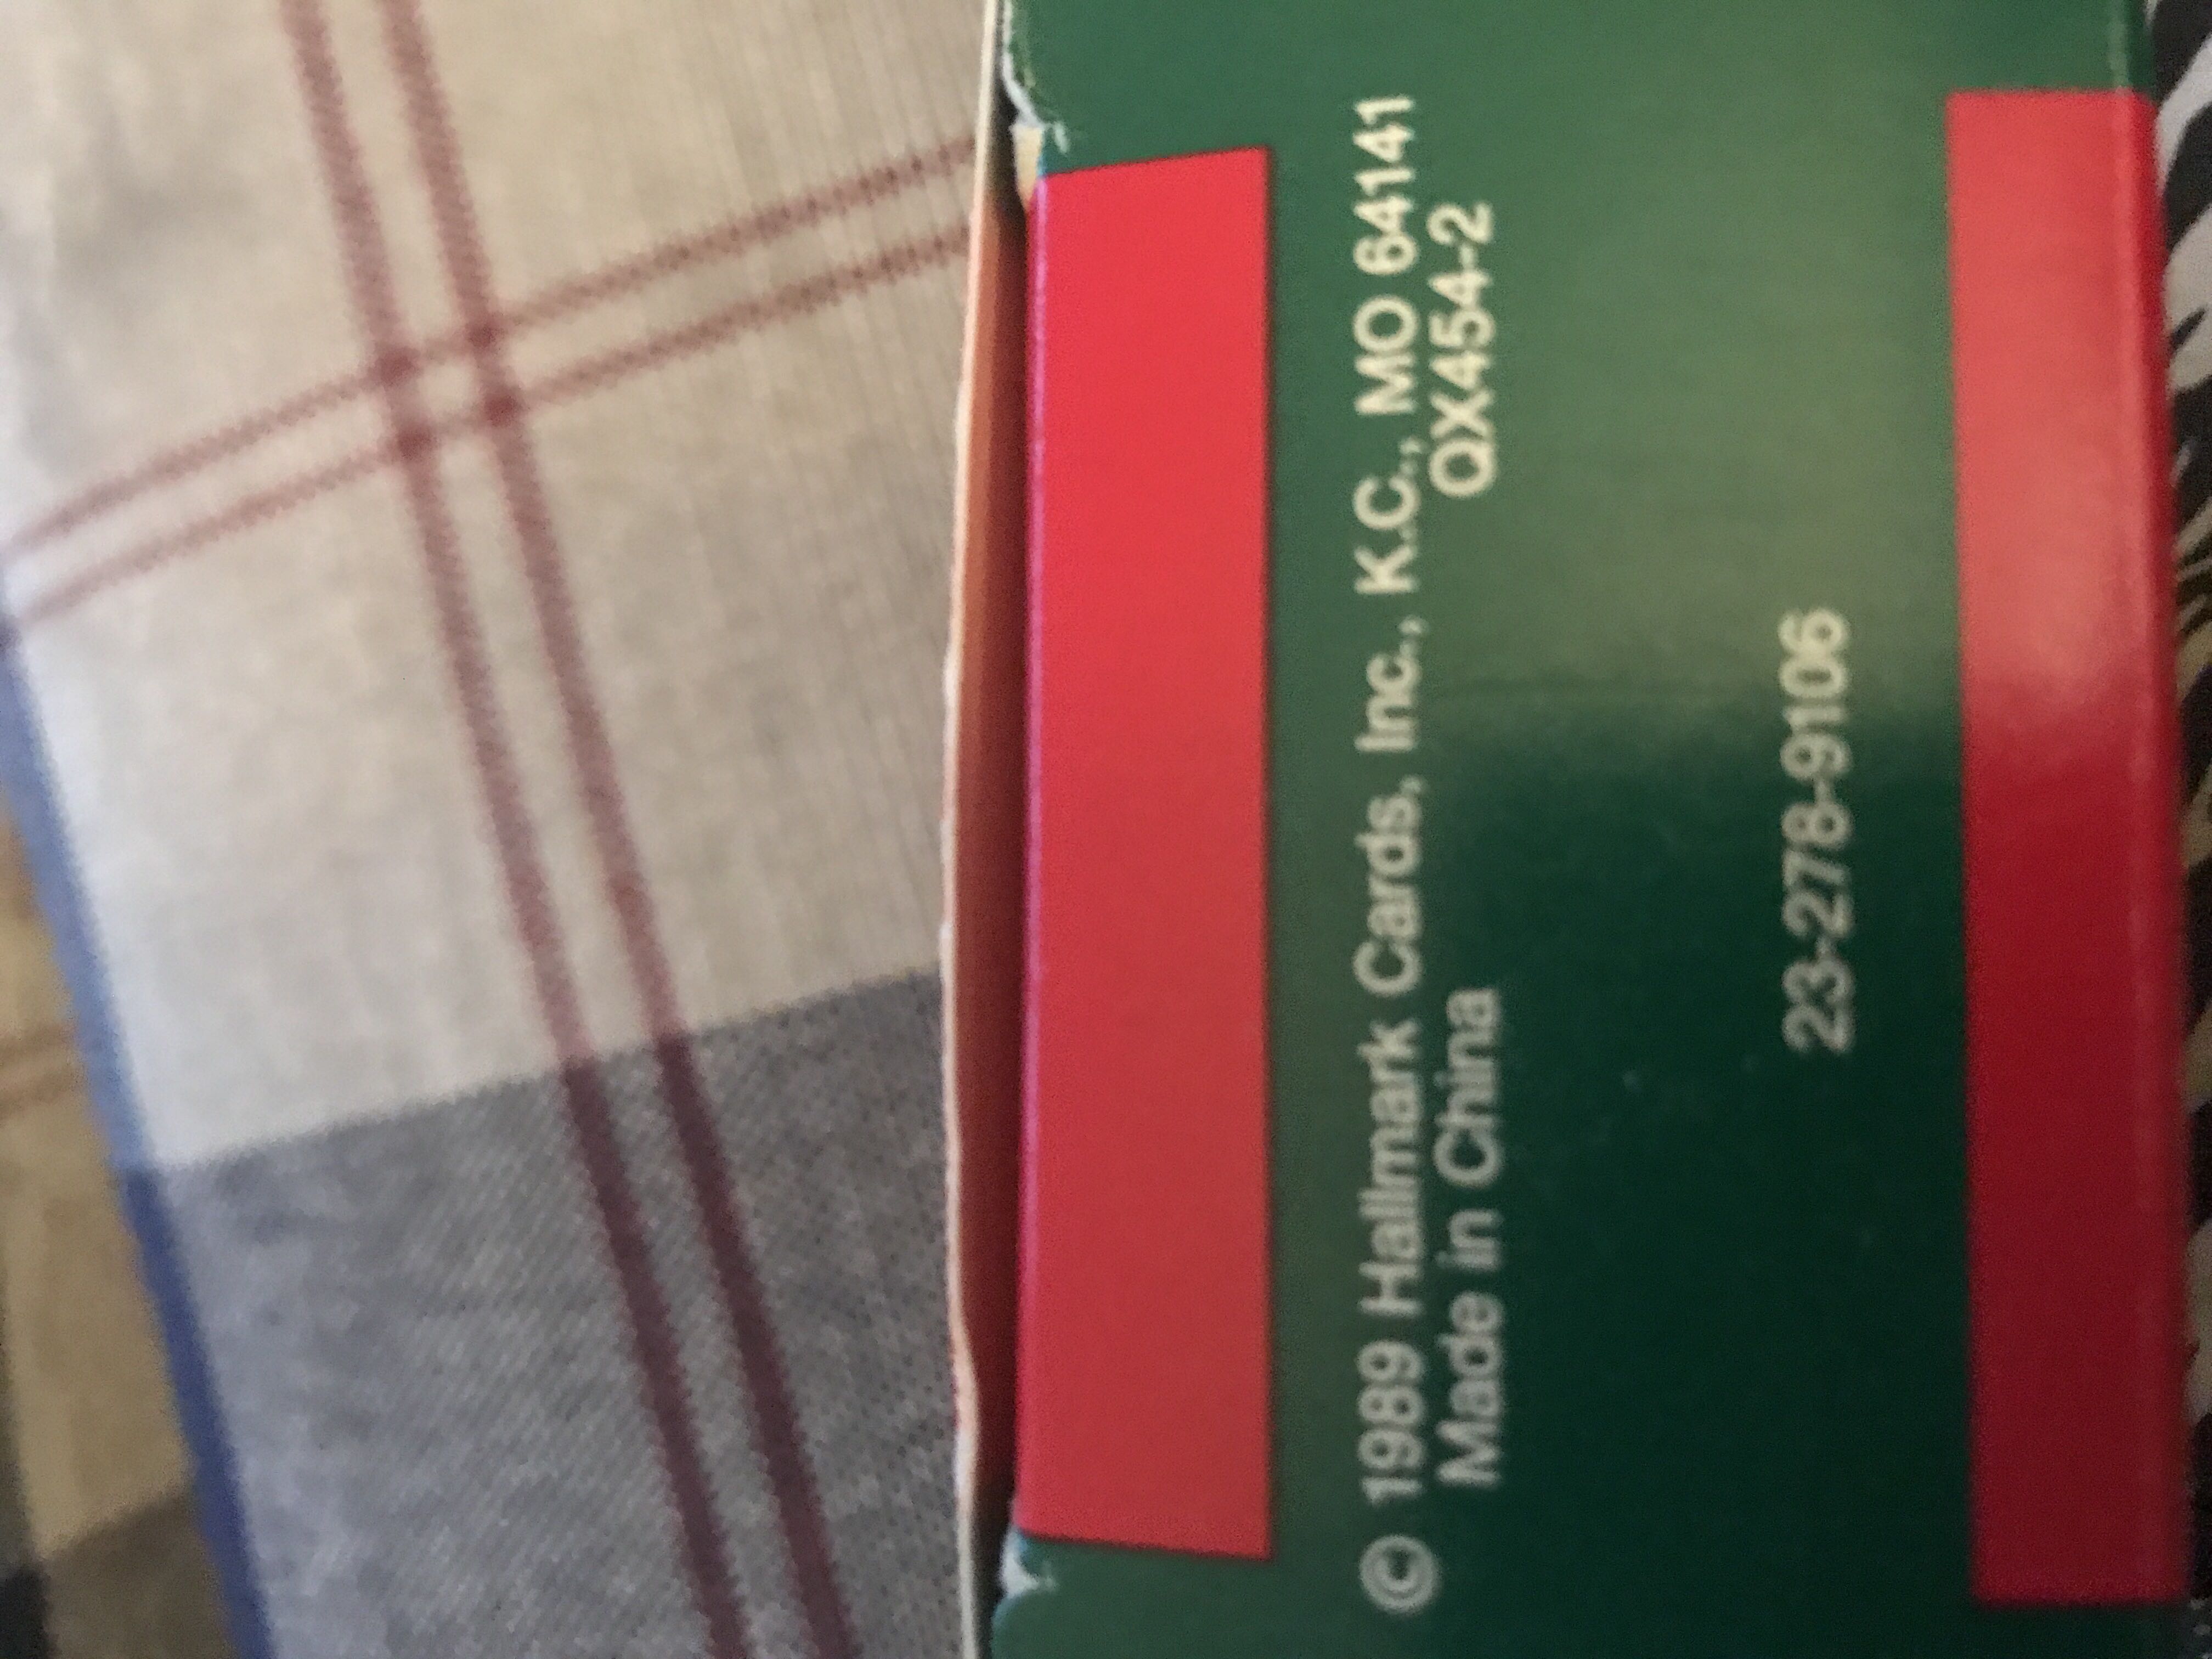 © 1989 Hallmark Cards, Inc., K.C., MO 64141
Made in China QX454-2
23-278-9106